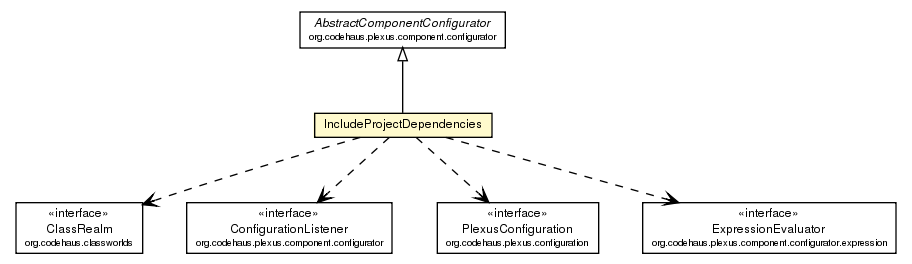 AbstractComponentConfigurator
org.codehaus.plexus.component.configurator
IncludeProjectDependencies
«interface»
ClassRealm
org.codehaus.classworlds
«interface»
ConfigurationListener
org.codehaus.plexus.component.configurator
«interface»
PlexusConfiguration
org.codehaus.plexus.configuration
«interface»
ExpressionEvaluator
org.codehaus.plexus.component.configurator.expression